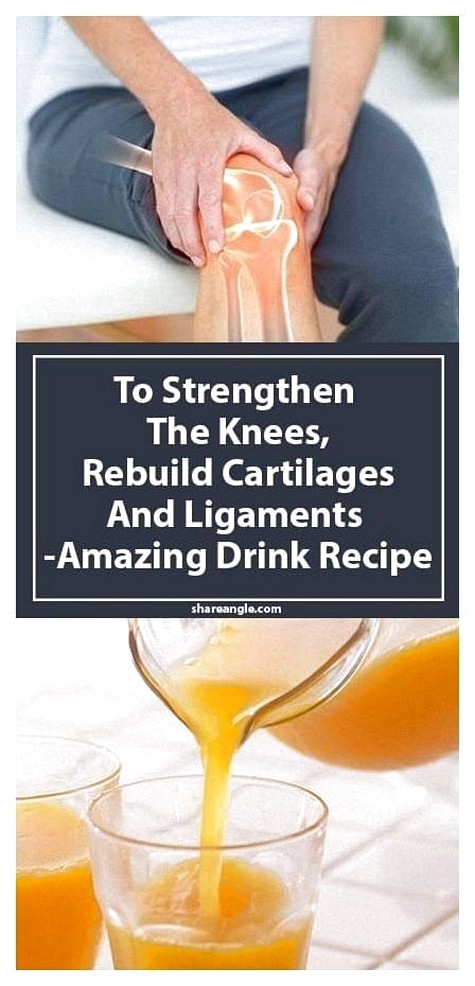 To Strengthen
The Knees,
Rebuild Cartilages
And Ligaments
-Amazing Drink Recipe
shareangle.com